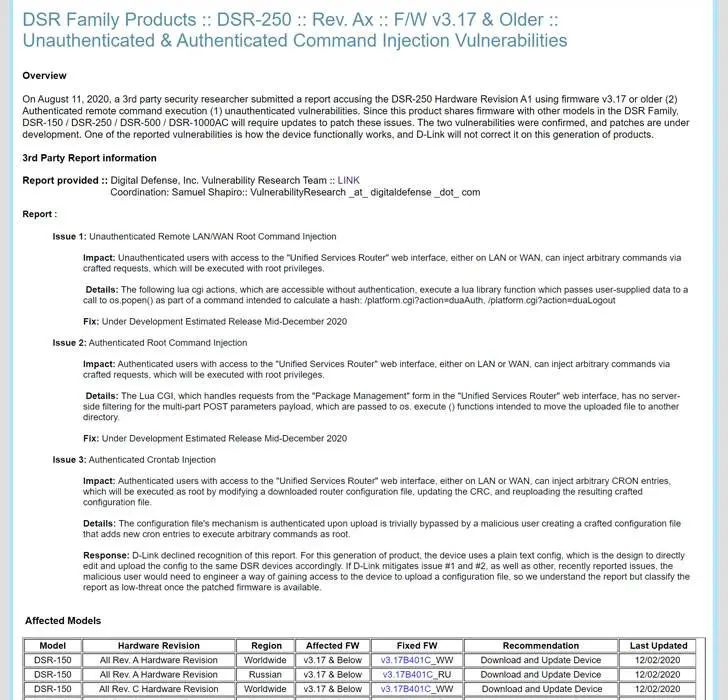 DSR Family Products :: DSR-250 :: Rev. Ax :: F/W v3.17 & Older ::
Unauthenticated & Authenticated Command Injection Vulnerabilities
Overview
On August 11, 2020, a 3rd party security researcher submitted a report accusing the DSR-250 Hardware Revision A1 using firmware v3.17 or older (2)
Authenticated remote command execution (1) unauthenticated vulnerabilities. Since this product shares firmware with other models in the DSR Family,
DSR-150 / DSR-250 / DSR-500 / DSR-1000AC will require updates to patch these issues. The two vulnerabilities were confirmed, and patches are under
development. One of the reported vulnerabilities is how the device functionally works, and D-Link will not correct it on this generation of products.
3rd Party Report information
Report provided :: Digital Defense, Inc. Vulnerability Research Team :: LINK
Coordination: Samuel Shapiro:: VulnerabilityResearch _at_ digitaldefense _dot_ com
Report :
Issue 1: Unauthenticated Remote LAN/WAN Root Command Injection
Impact: Unauthenticated users with access to the "Unified Services Router" web interface, either on LAN or WAN, can inject arbitrary commands via
crafted requests, which will be executed with root privileges.
Details: The following lua cgi actions, which are accessible without authentication, execute a lua library function which passes user-supplied data to a
call to os.popen() as part of a command intended to calculate a hash: /platform.cgi?action=duaAuth, /platform.cgi?action=duaLogout
Fix: Under Development Estimated Release Mid-December 2020
Issue 2: Authenticated Root Command Injection
Impact: Authenticated users with access to the "Unified Services Router" web interface, either on LAN or WAN, can inject arbitrary commands via
crafted requests, which will be executed with root privileges.
Details: The Lua CGI, which handles requests from the "Package Management" form in the "Unified Services Router" web interface, has no server-
side filtering for the multi-part POST parameters payload, which are passed to os. execute () functions intended to move the uploaded file to another
directory.
Fix: Under Development Estimated Release Mid-December 2020
Issue 3: Authenticated Crontab Injection
Impact: Authenticated users with access to the "Unified Services Router" web interface, either on LAN or WAN, can inject arbitrary CRON entries,
which will be executed as root by modifying a downloaded router configuration file, updating the CRC, and reuploading the resulting crafted
configuration file.
Details: The configuration file's mechanism is authenticated upon upload is trivially bypassed by a malicious user creating a crafted configuration file
that adds new cron entries to execute arbitrary commands as root.
Response: D-Link declined recognition of this report. For this generation of product, the device uses a plain text config, which is the design to directly
edit and upload the config to the same DSR devices accordingly. If D-Link mitigates issue #1 and #2, as well as other, recently reported issues, the
malicious user would need to engineer a way of gaining access to the device to upload a configuration file, so we understand the report but classify the
report as low-threat once the patched firmware is available.
Affected Models
Model Hardware Revision Region Affected FW Fixed FW Recommendation Last Updated
DSR-150 All Rev. A Hardware Revision Worldwide v3.17 & Below v3.17B401C_WW Download and Update Device 12/02/2020
DSR-150 All Rev. A Hardware Revision Russian v3.17 & Below v3.17B401C_RU Download and Update Device 12/02/2020
DSR-150 All Rev. C Hardware Revision Worldwide v3.17 & Below v3.17B401C_WW Download and Update Device 12/02/2020